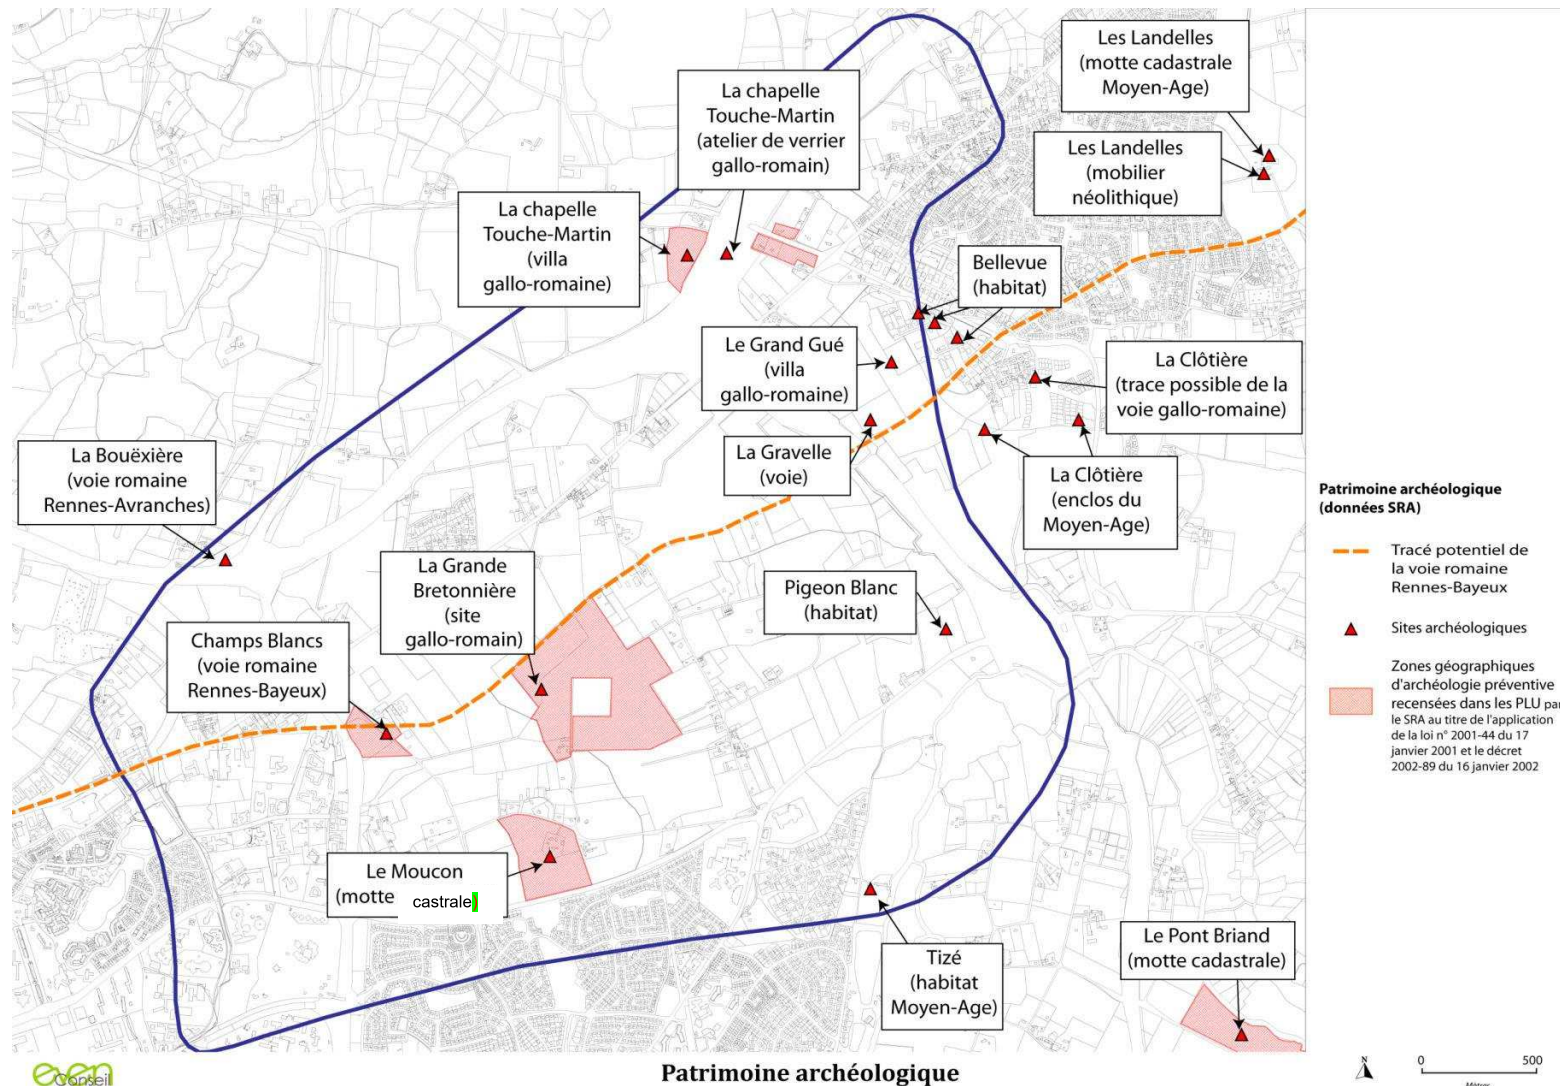 Les Landelles
(motte cadastrale
Moyen-Age)
La chapelle
Touche-Martin
(atelier de verrier
gallo-romain)
Les Landelles
(mobilier
néolithique)
La chapelle
Touche-Martin
(villa
gallo-romaine)
Bellevue
(habitat)
Le Grand Gué
(villa
gallo-romaine)
La Clôtière
(trace possible de la
voie gallo-romaine)
La Gravelle
(voie)
La Bouëxière
(voie romaine
Rennes-Avranches)
La Clôtière
(enclos du
Moyen-Age)
La Grande
Bretonnière
(site
gallo-romain)
Pigeon Blanc
(habitat)
Champs Blancs
(voie romaine
Rennes-Bayeux)
Le Moucon
(motte castrale)
Tizé
(habitat
Moyen-Age)
Le Pont Briand
(motte cadastrale)
Patrimoine archéologique
(données SRA)
Tracé potentiel de
la voie romaine
Rennes-Bayeux
Sites archéologiques
Zones géographiques
d'archéologie préventive
recensées dans les PLU par
le SRA au titre de l'application
de la loi n° 2001-44 du 17
janvier 2001 et le décret
2002-89 du 16 janvier 2002
even
Conseil
Patrimoine archéologique
N
0 500
Mètres